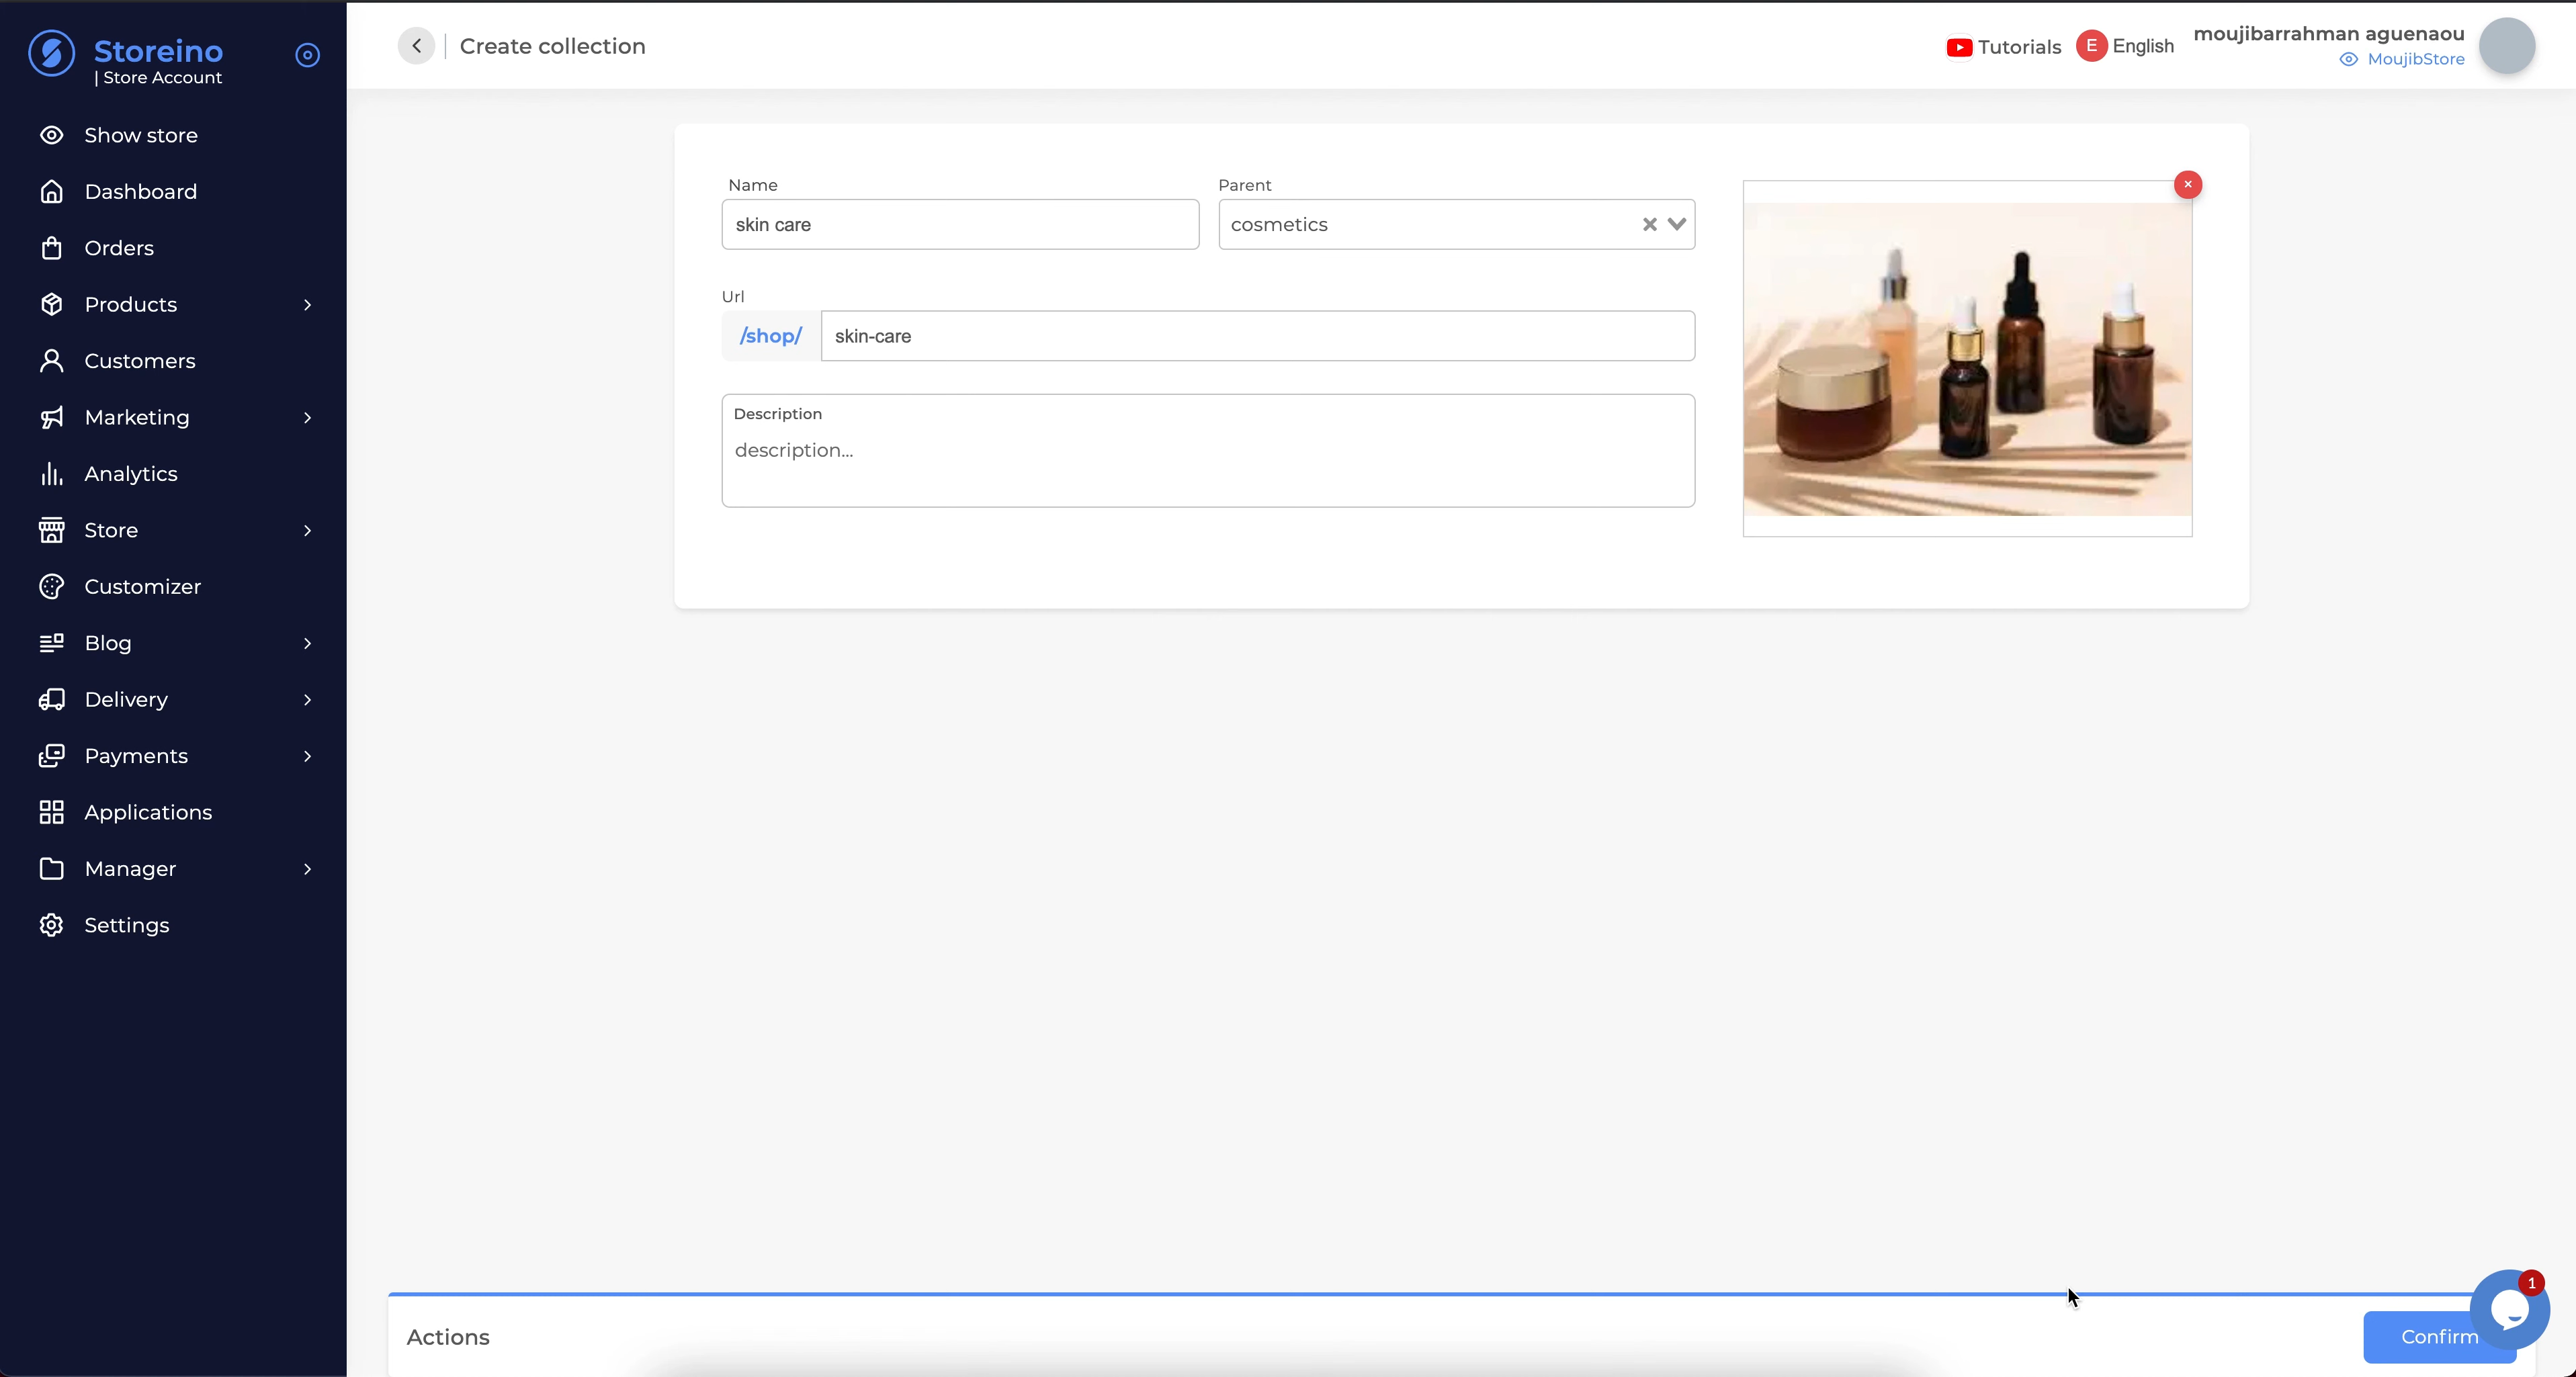 Storeino
| Store Account
Show store
Dashboard
Orders
Products
Customers
Marketing
Analytics
Store
Customizer
Blog
Delivery
Payments
Applications
Manager
Settings
Create collection
Tutorials
E English
moujibarrahman aguenaou
MoujibStore
Name
Parent
skin care
cosmetics
Url
/shop/
skin-care
Description
description...
Actions
Confirm
1